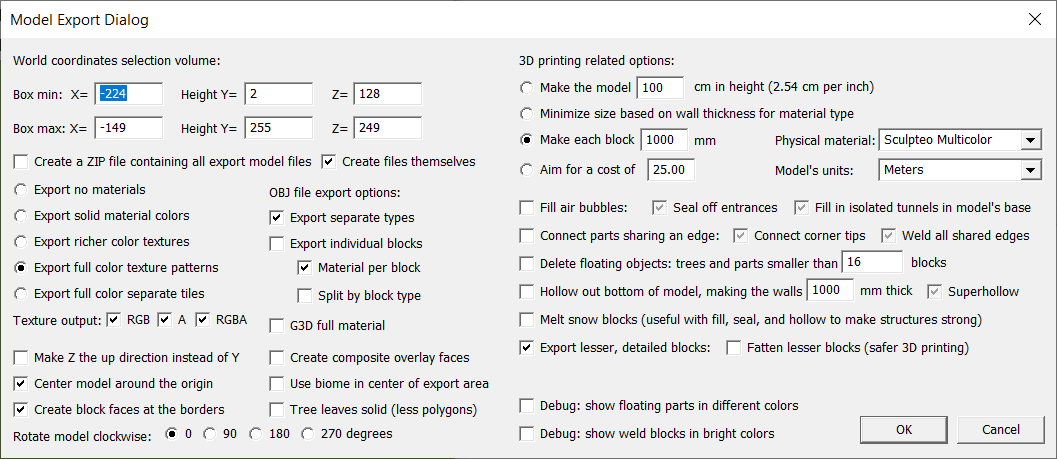 Model Export Dialog
World coordinates selection volume:
Box min: X= -224 Height Y= 2 Z= 128
Box max: X= -149 Height Y= 255 Z= 249
Create a ZIP file containing all export model files Create files themselves
Export no materials
Export solid material colors
Export richer color textures
Export full color texture patterns
Export full color separate tiles
Texture output: RGB A RGBA
OBJ file export options:
Export separate types
Export individual blocks
Material per block
Split by block type
G3D full material
Make Z the up direction instead of Y
Center model around the origin
Create block faces at the borders
Create composite overlay faces
Use biome in center of export area
Tree leaves solid (less polygons)
Rotate model clockwise: 0 90 180 270 degrees
3D printing related options:
Make the model 100 cm in height (2.54 cm per inch)
Minimize size based on wall thickness for material type
Make each block 1000 mm
Physical material: Sculpteo Multicolor
Aim for a cost of 25.00
Model's units: Meters
Fill air bubbles: Seal off entrances Fill in isolated tunnels in model's base
Connect parts sharing an edge: Connect corner tips Weld all shared edges
Delete floating objects: trees and parts smaller than 16 blocks
Hollow out bottom of model, making the walls 1000 mm thick Superhollow
Melt snow blocks (useful with fill, seal, and hollow to make structures strong)
Export lesser, detailed blocks: Fatten lesser blocks (safer 3D printing)
Debug: show floating parts in different colors
Debug: show weld blocks in bright colors
OK Cancel